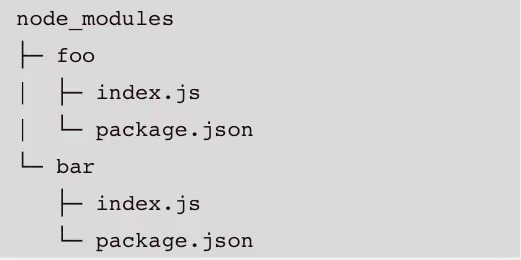 node_modules
├─ foo
│  ├─ index.js
│  └─ package.json
└─ bar
   ├─ index.js
   └─ package.json